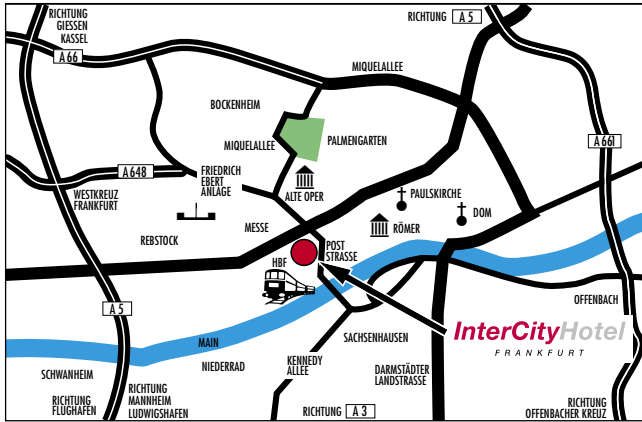 RICHTUNG
GIESSEN
KASSEL
A 66
RICHTUNG A 5
MIQUELALLEE
BOCKENHEIM
MIQUELALLEE
PALMENGARTEN
A 661
A 648
FRIEDRICH
EBERT
ANLAGE
ALTE OPER
WESTKREUZ
FRANKFURT
PAULSKIRCHE
DOM
MESSE
RÖMER
REBSTOCK
HBF
POST
STRASSE
A 5
OFFENBACH
InterCityHotel
FRANKFURT
MAIN
SACHSENHAUSEN
NIEDERRAD
KENNEDY
ALLEE
DARMSTÄDTER
LANDSTRASSE
SCHWANHEIM
RICHTUNG
FLUGHAFEN
RICHTUNG
MANNHEIM
LUDWIGSHAFEN
RICHTUNG A 3
RICHTUNG
OFFENBACHER KREUZ